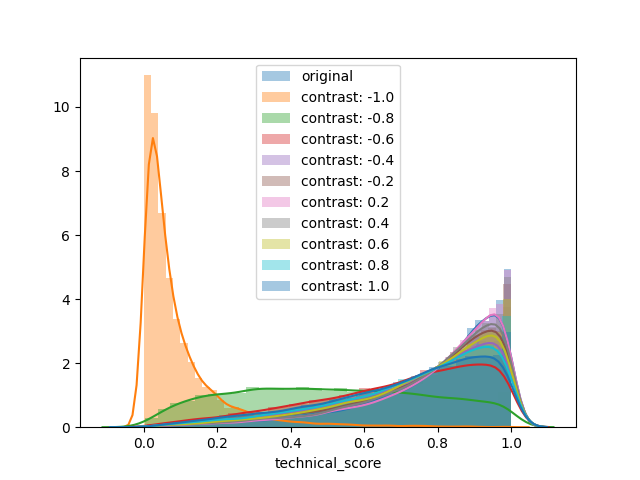 10
8
6
4
2
0
original
contrast: -1.0
contrast: -0.8
contrast: -0.6
contrast: -0.4
contrast: -0.2
contrast: 0.2
contrast: 0.4
contrast: 0.6
contrast: 0.8
contrast: 1.0
0.0 0.2 0.4 0.6 0.8 1.0
technical_score